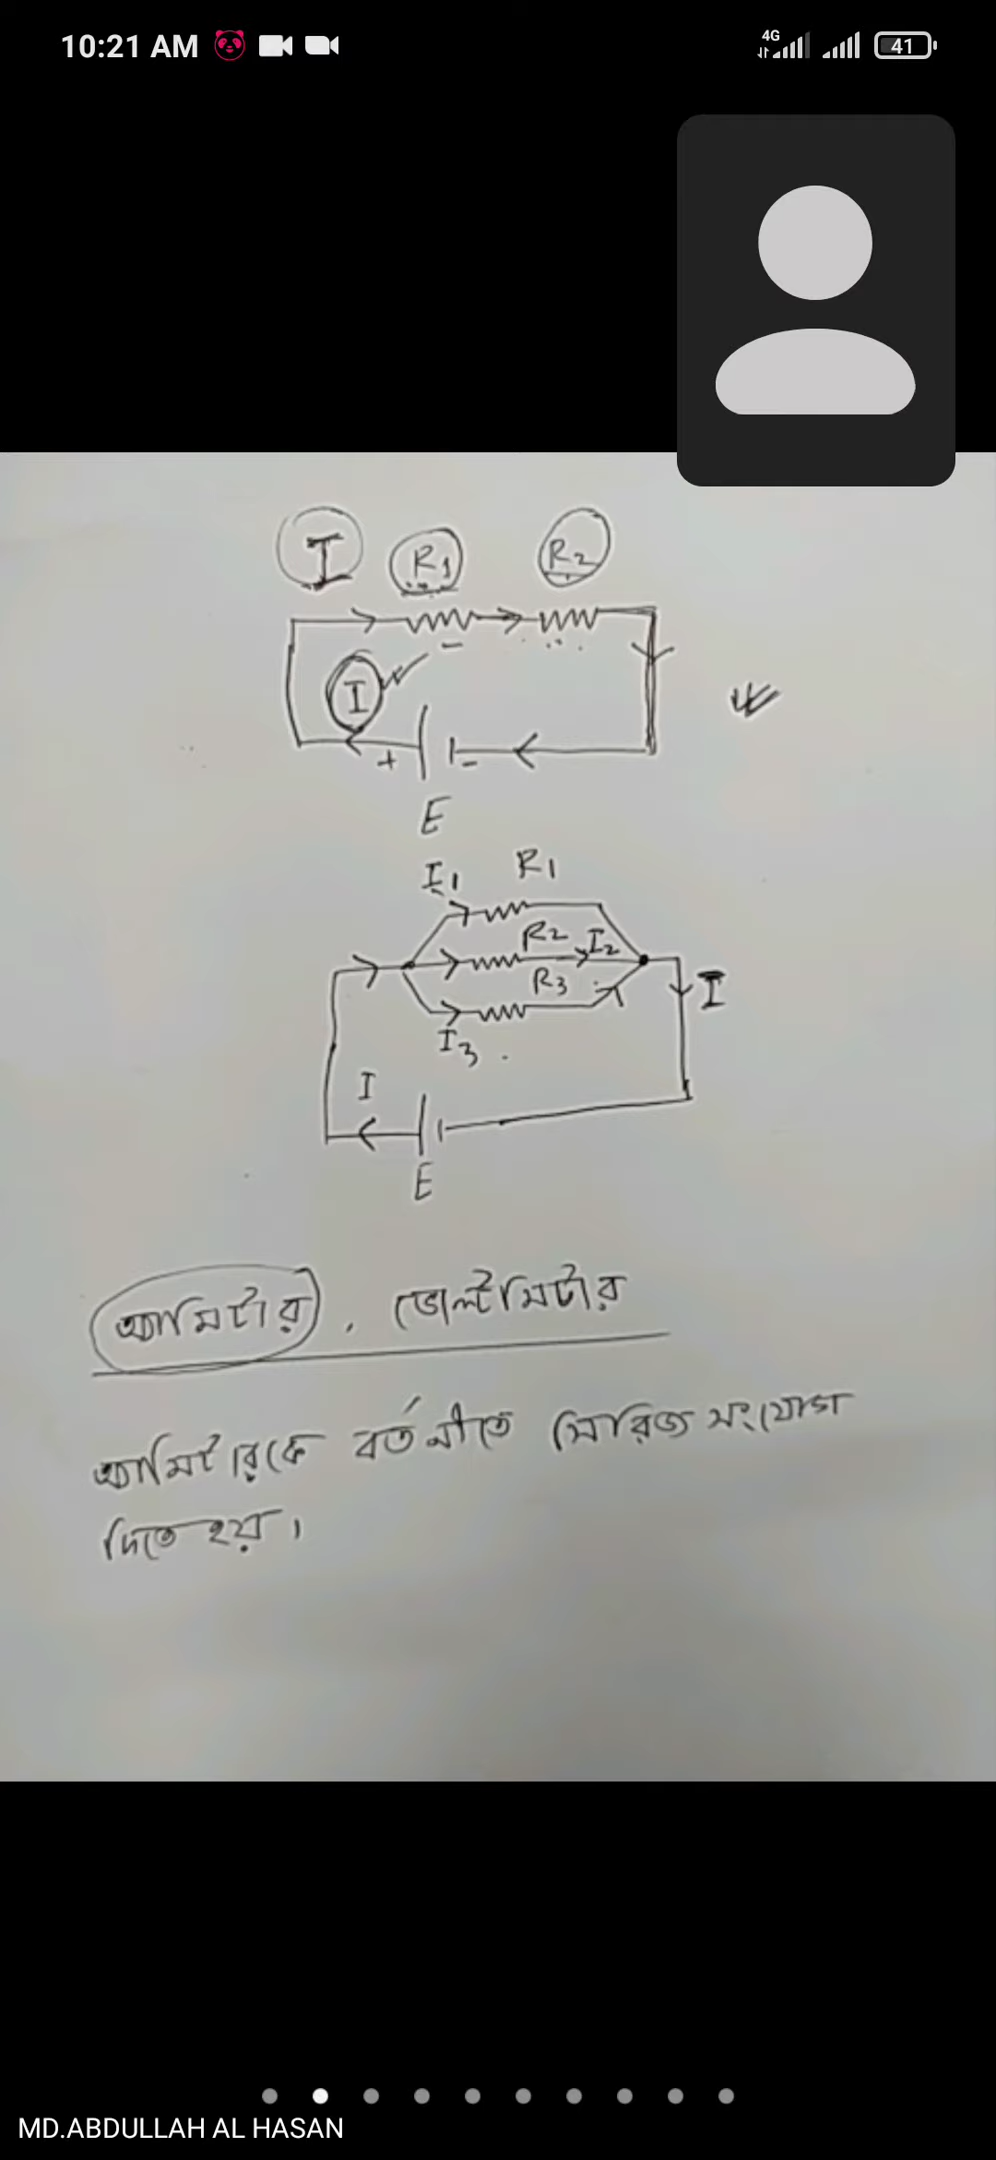 10:21 AM
4G
41
I R1 R2
I
+ -
E
I1 R1
R2 I2
R3
I
I3
I
E
অ্যামিটার, ভোল্টমিটার
অ্যামিটারকে বর্তনীতে সিরিজ সংযোগ
দিতে হয়।
MD.ABDULLAH AL HASAN